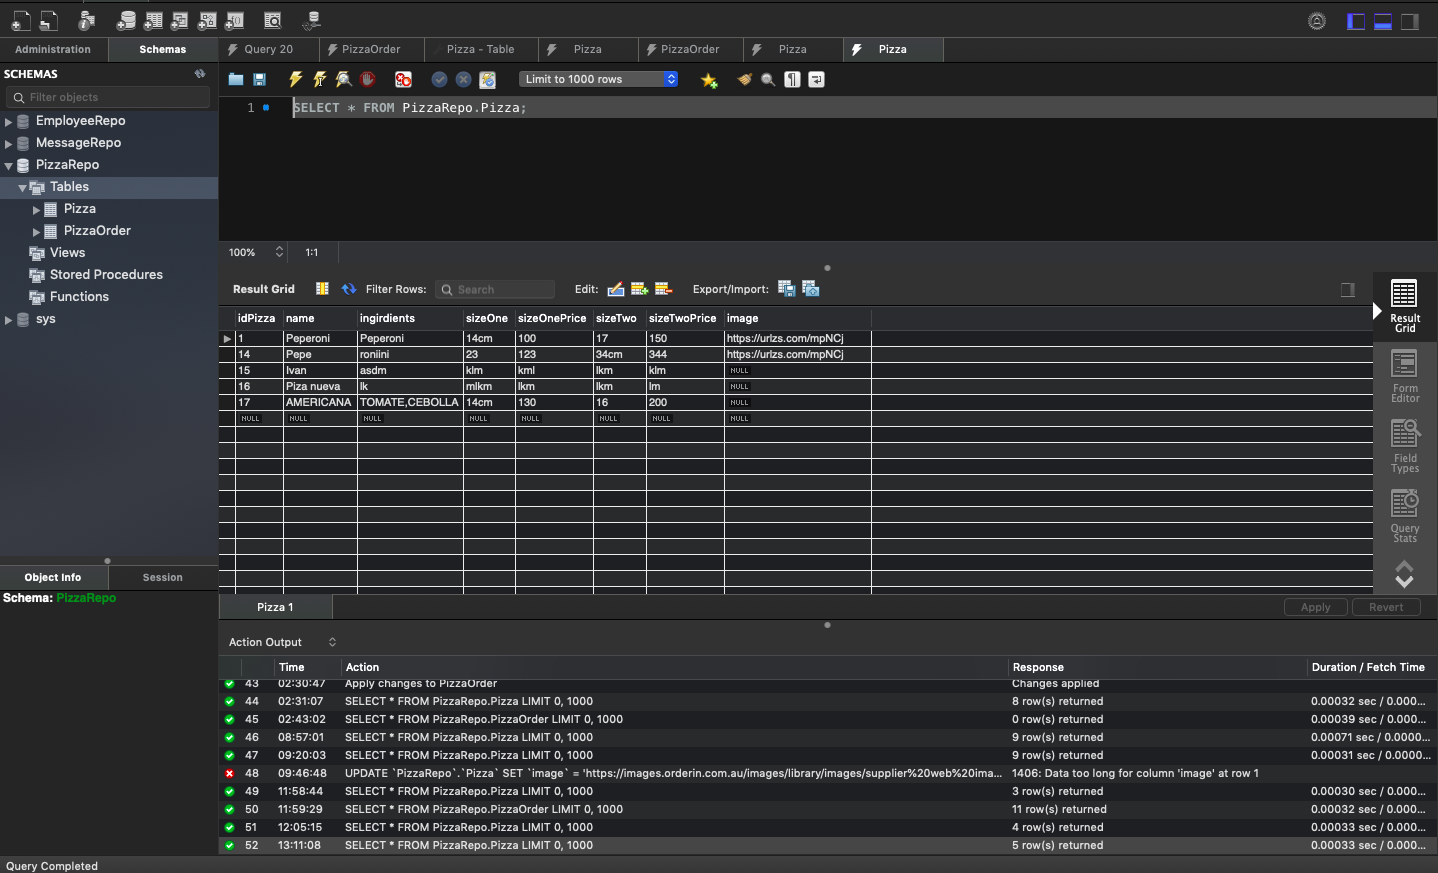 Administration Schemas Query 20 PizzaOrder Pizza - Table Pizza PizzaOrder Pizza Pizza
SCHEMAS
Filter objects
Limit to 1000 rows
EmployeeRepo
MessageRepo
PizzaRepo
Tables
Pizza
PizzaOrder
Views
Stored Procedures
Functions
sys
1 SELECT * FROM PizzaRepo.Pizza;
100% 1:1
Result Grid Filter Rows: Search Edit: Export/Import:
idPizza name ingirdients sizeOne sizeOnePrice sizeTwo sizeTwoPrice image
1 Peperoni Peperoni 14cm 100 17 150 https://urlzs.com/mpNCj
14 Pepe roniini 23 123 34cm 344 https://urlzs.com/mpNCj
15 Ivan asdm klm kml lkm klm NULL
16 Piza nueva lk mlkm lkm lkm lm NULL
17 AMERICANA TOMATE,CEBOLLA 14cm 130 16 200 NULL
NULL NULL NULL NULL NULL NULL NULL NULL
Result
Grid
Form
Editor
Field
Types
Query
Stats
Object Info Session
Schema: PizzaRepo
Pizza 1 Apply Revert
Action Output
Time Action Response Duration / Fetch Time
43 02:30:47 Apply changes to PizzaOrder Changes applied
44 02:31:07 SELECT * FROM PizzaRepo.Pizza LIMIT 0, 1000 8 row(s) returned 0.00032 sec / 0.000...
45 02:43:02 SELECT * FROM PizzaRepo.PizzaOrder LIMIT 0, 1000 0 row(s) returned 0.00039 sec / 0.000...
46 08:57:01 SELECT * FROM PizzaRepo.Pizza LIMIT 0, 1000 9 row(s) returned 0.00071 sec / 0.0000...
47 09:20:03 SELECT * FROM PizzaRepo.Pizza LIMIT 0, 1000 9 row(s) returned 0.00031 sec / 0.0000...
48 09:46:48 UPDATE `PizzaRepo`.`Pizza` SET `image` = 'https://images.orderin.com.au/images/library/images/supplier%20web%20ima... 1406: Data too long for column 'image' at row 1
49 11:58:44 SELECT * FROM PizzaRepo.Pizza LIMIT 0, 1000 3 row(s) returned 0.00030 sec / 0.000...
50 11:59:29 SELECT * FROM PizzaRepo.PizzaOrder LIMIT 0, 1000 11 row(s) returned 0.00032 sec / 0.000...
51 12:05:15 SELECT * FROM PizzaRepo.Pizza LIMIT 0, 1000 4 row(s) returned 0.00033 sec / 0.000...
52 13:11:08 SELECT * FROM PizzaRepo.Pizza LIMIT 0, 1000 5 row(s) returned 0.00033 sec / 0.000...
Query Completed